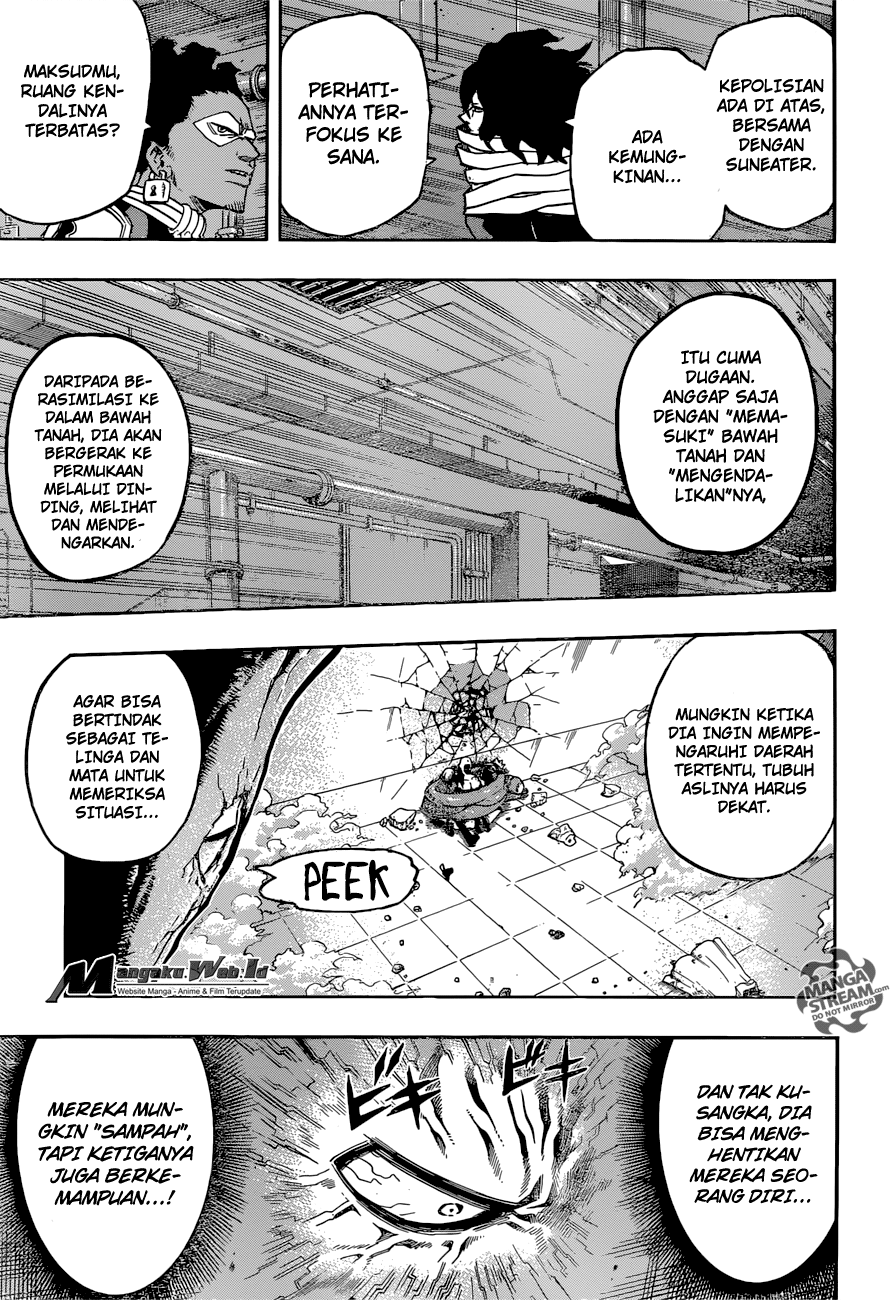 KEPOLISIAN
ADA DI ATAS,
BERSAMA
DENGAN
SUNEATER.
ADA
KEMUNG-
KINAN...
PERHATI-
ANNYA TER-
FOKUS KE
SANA.
MAKSUDMU,
RUANG KEN-
DALINYA
TERBATAS?
ITU CUMA
DUGAAN.
ANGGAP SAJA
DENGAN "MEMA-
SUKI" BAWAH
TANAH DAN
"MENGENDA-
LIKAN"NYA,
DARIPADA BE-
RASIMILASI KE
DALAM BAWAH
TANAH, DIA AKAN
BERGERAK KE
PERMUKAAN
MELALUI DIN-
DING, MELIHAT
DAN MENDE-
NGARKAN.
MUNGKIN KETIKA
DIA INGIN MEMPE-
NGARUHI DAERAH
TERTENTU, TUBUH
ASLINYA HARUS
DEKAT.
AGAR BISA
BERTINDAK
SEBAGAI TE-
LINGA DAN
MATA UNTUK
MEMERIKSA
SITUASI...
PEEK
Mangaku.Web.Id
Website Manga - Anime & Film Terupdate
MANGA
STREAM.com
DO NOT MIRROR
DAN TAK KU-
SANGKA, DIA
BISA MENG-
HENTIKAN
MEREKA SEO-
RANG DIRI...
ビキ
ビキ
MEREKA MUN-
GKIN "SAMPAH",
TAPI KETIGANYA
JUGA BERKE-
MAMPUAN...!